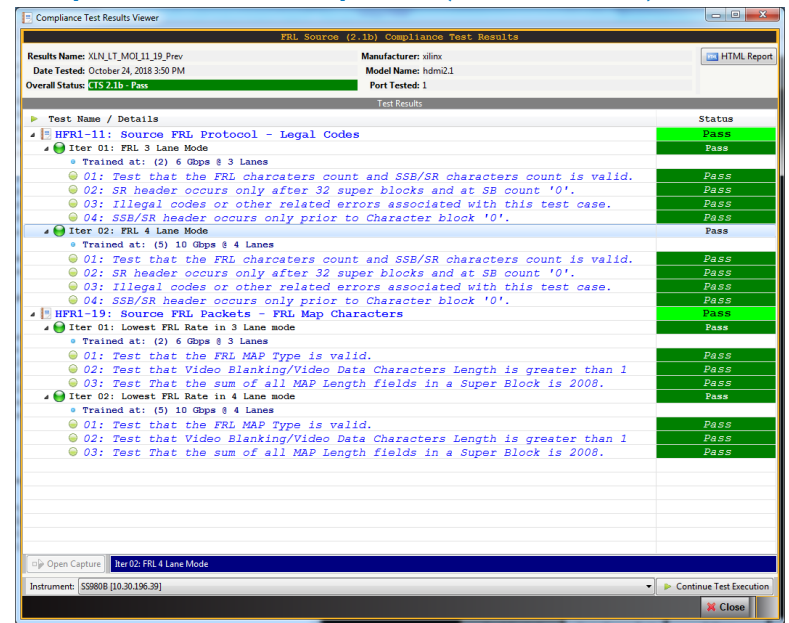 Compliance Test Results Viewer
FRL Source (2.1b) Compliance Test Results
Results Name: XLN_LT_MOI_11_19_Prev Manufacturer: xilinx HTML Report
Date Tested: October 24, 2018 3:50 PM Model Name: hdmi2.1
Overall Status: CTS 2.1b - Pass Port Tested: 1
Test Results
Test Name / Details Status
HFR1-11: Source FRL Protocol - Legal Codes Pass
Iter 01: FRL 3 Lane Mode Pass
Trained at: (2) 6 Gbps @ 3 Lanes
01: Test that the FRL charcaters count and SSB/SR characters count is valid. Pass
02: SR header occurs only after 32 super blocks and at SB count '0'. Pass
03: Illegal codes or other related errors associated with this test case. Pass
04: SSB/SR header occurs only prior to Character block '0'. Pass
Iter 02: FRL 4 Lane Mode Pass
Trained at: (5) 10 Gbps @ 4 Lanes
01: Test that the FRL charcaters count and SSB/SR characters count is valid. Pass
02: SR header occurs only after 32 super blocks and at SB count '0'. Pass
03: Illegal codes or other related errors associated with this test case. Pass
04: SSB/SR header occurs only prior to Character block '0'. Pass
HFR1-19: Source FRL Packets - FRL Map Characters Pass
Iter 01: Lowest FRL Rate in 3 Lane mode Pass
Trained at: (2) 6 Gbps @ 3 Lanes
01: Test that the FRL MAP Type is valid. Pass
02: Test that Video Blanking/Video Data Characters Length is greater than 1 Pass
03: Test That the sum of all MAP Length fields in a Super Block is 2008. Pass
Iter 02: Lowest FRL Rate in 4 Lane mode Pass
Trained at: (5) 10 Gbps @ 4 Lanes
01: Test that the FRL MAP Type is valid. Pass
02: Test that Video Blanking/Video Data Characters Length is greater than 1 Pass
03: Test That the sum of all MAP Length fields in a Super Block is 2008. Pass
Open Capture Iter 02: FRL 4 Lane Mode
Instrument: SS980B [10.30.196.39] Continue Test Execution
Close